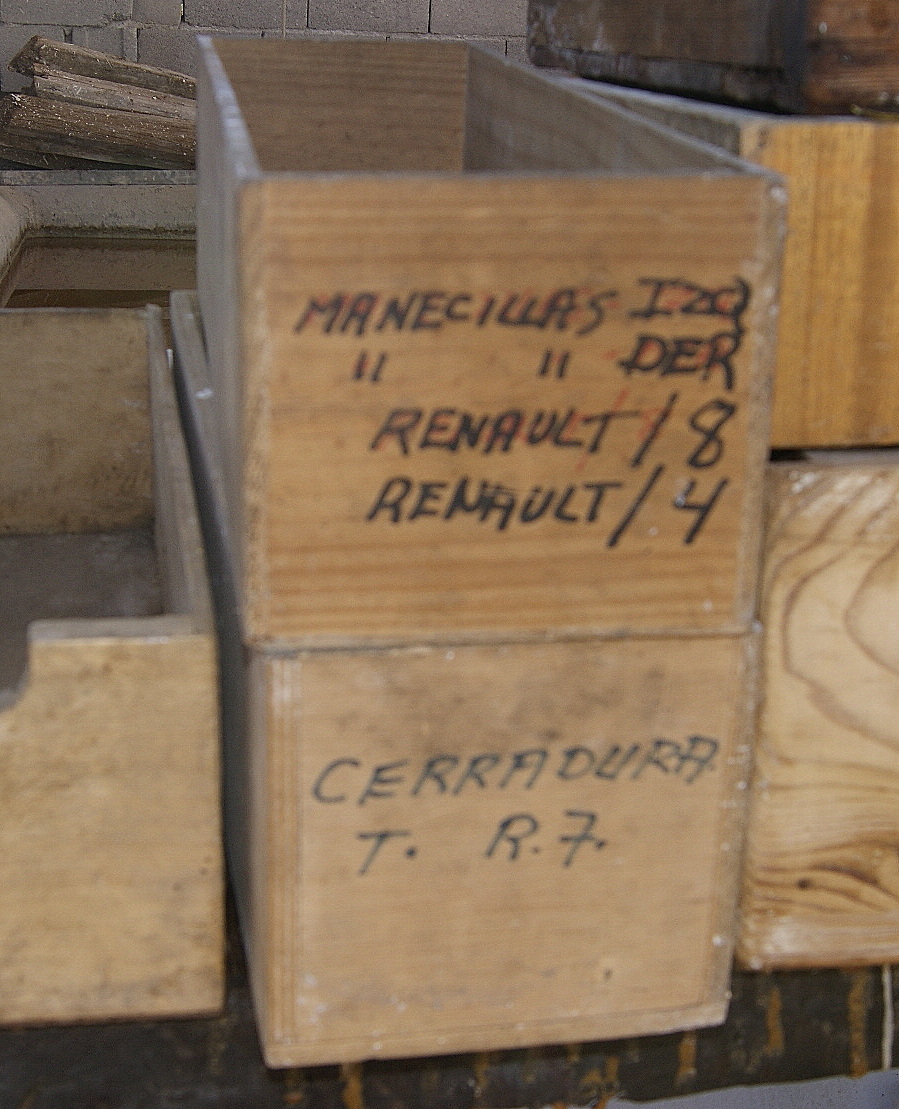 MANECILLAS IZQ
" " DER
RENAULT/8
RENAULT/4
CERRADURA
T. R.7.